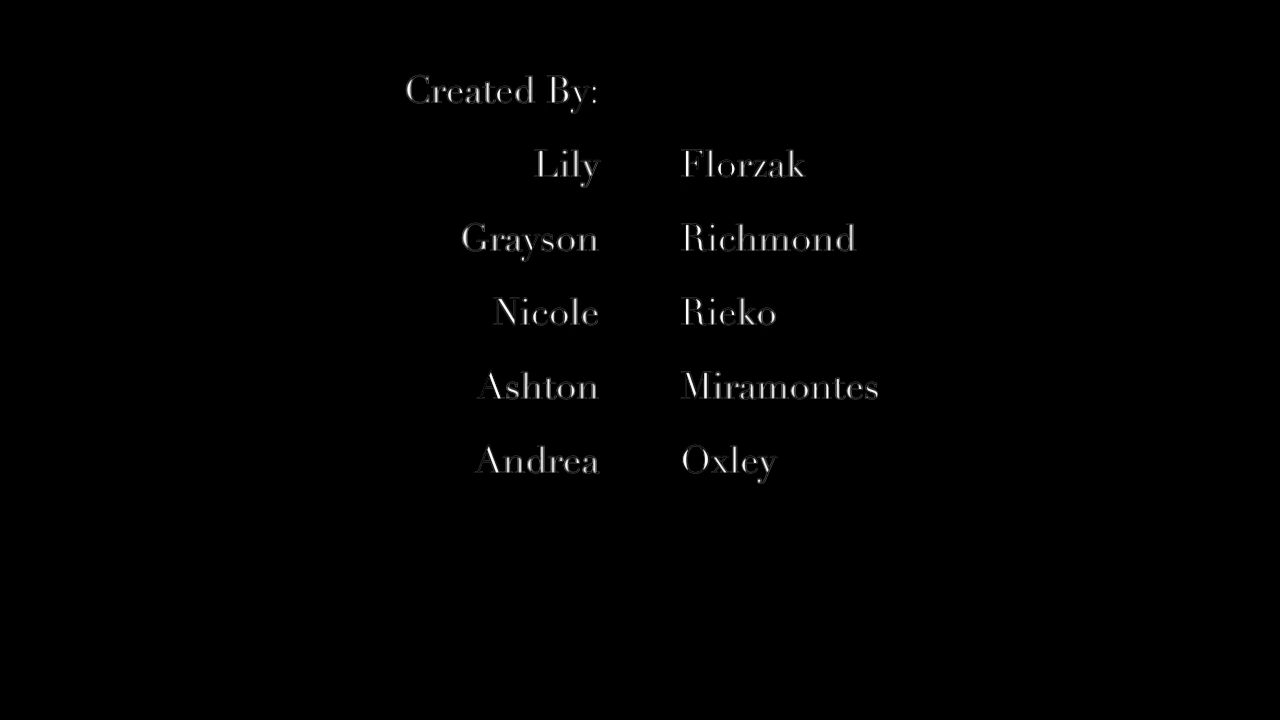 Created By:
Lily Florzak
Grayson Richmond
Nicole Rieko
Ashton Miramontes
Andrea Oxley